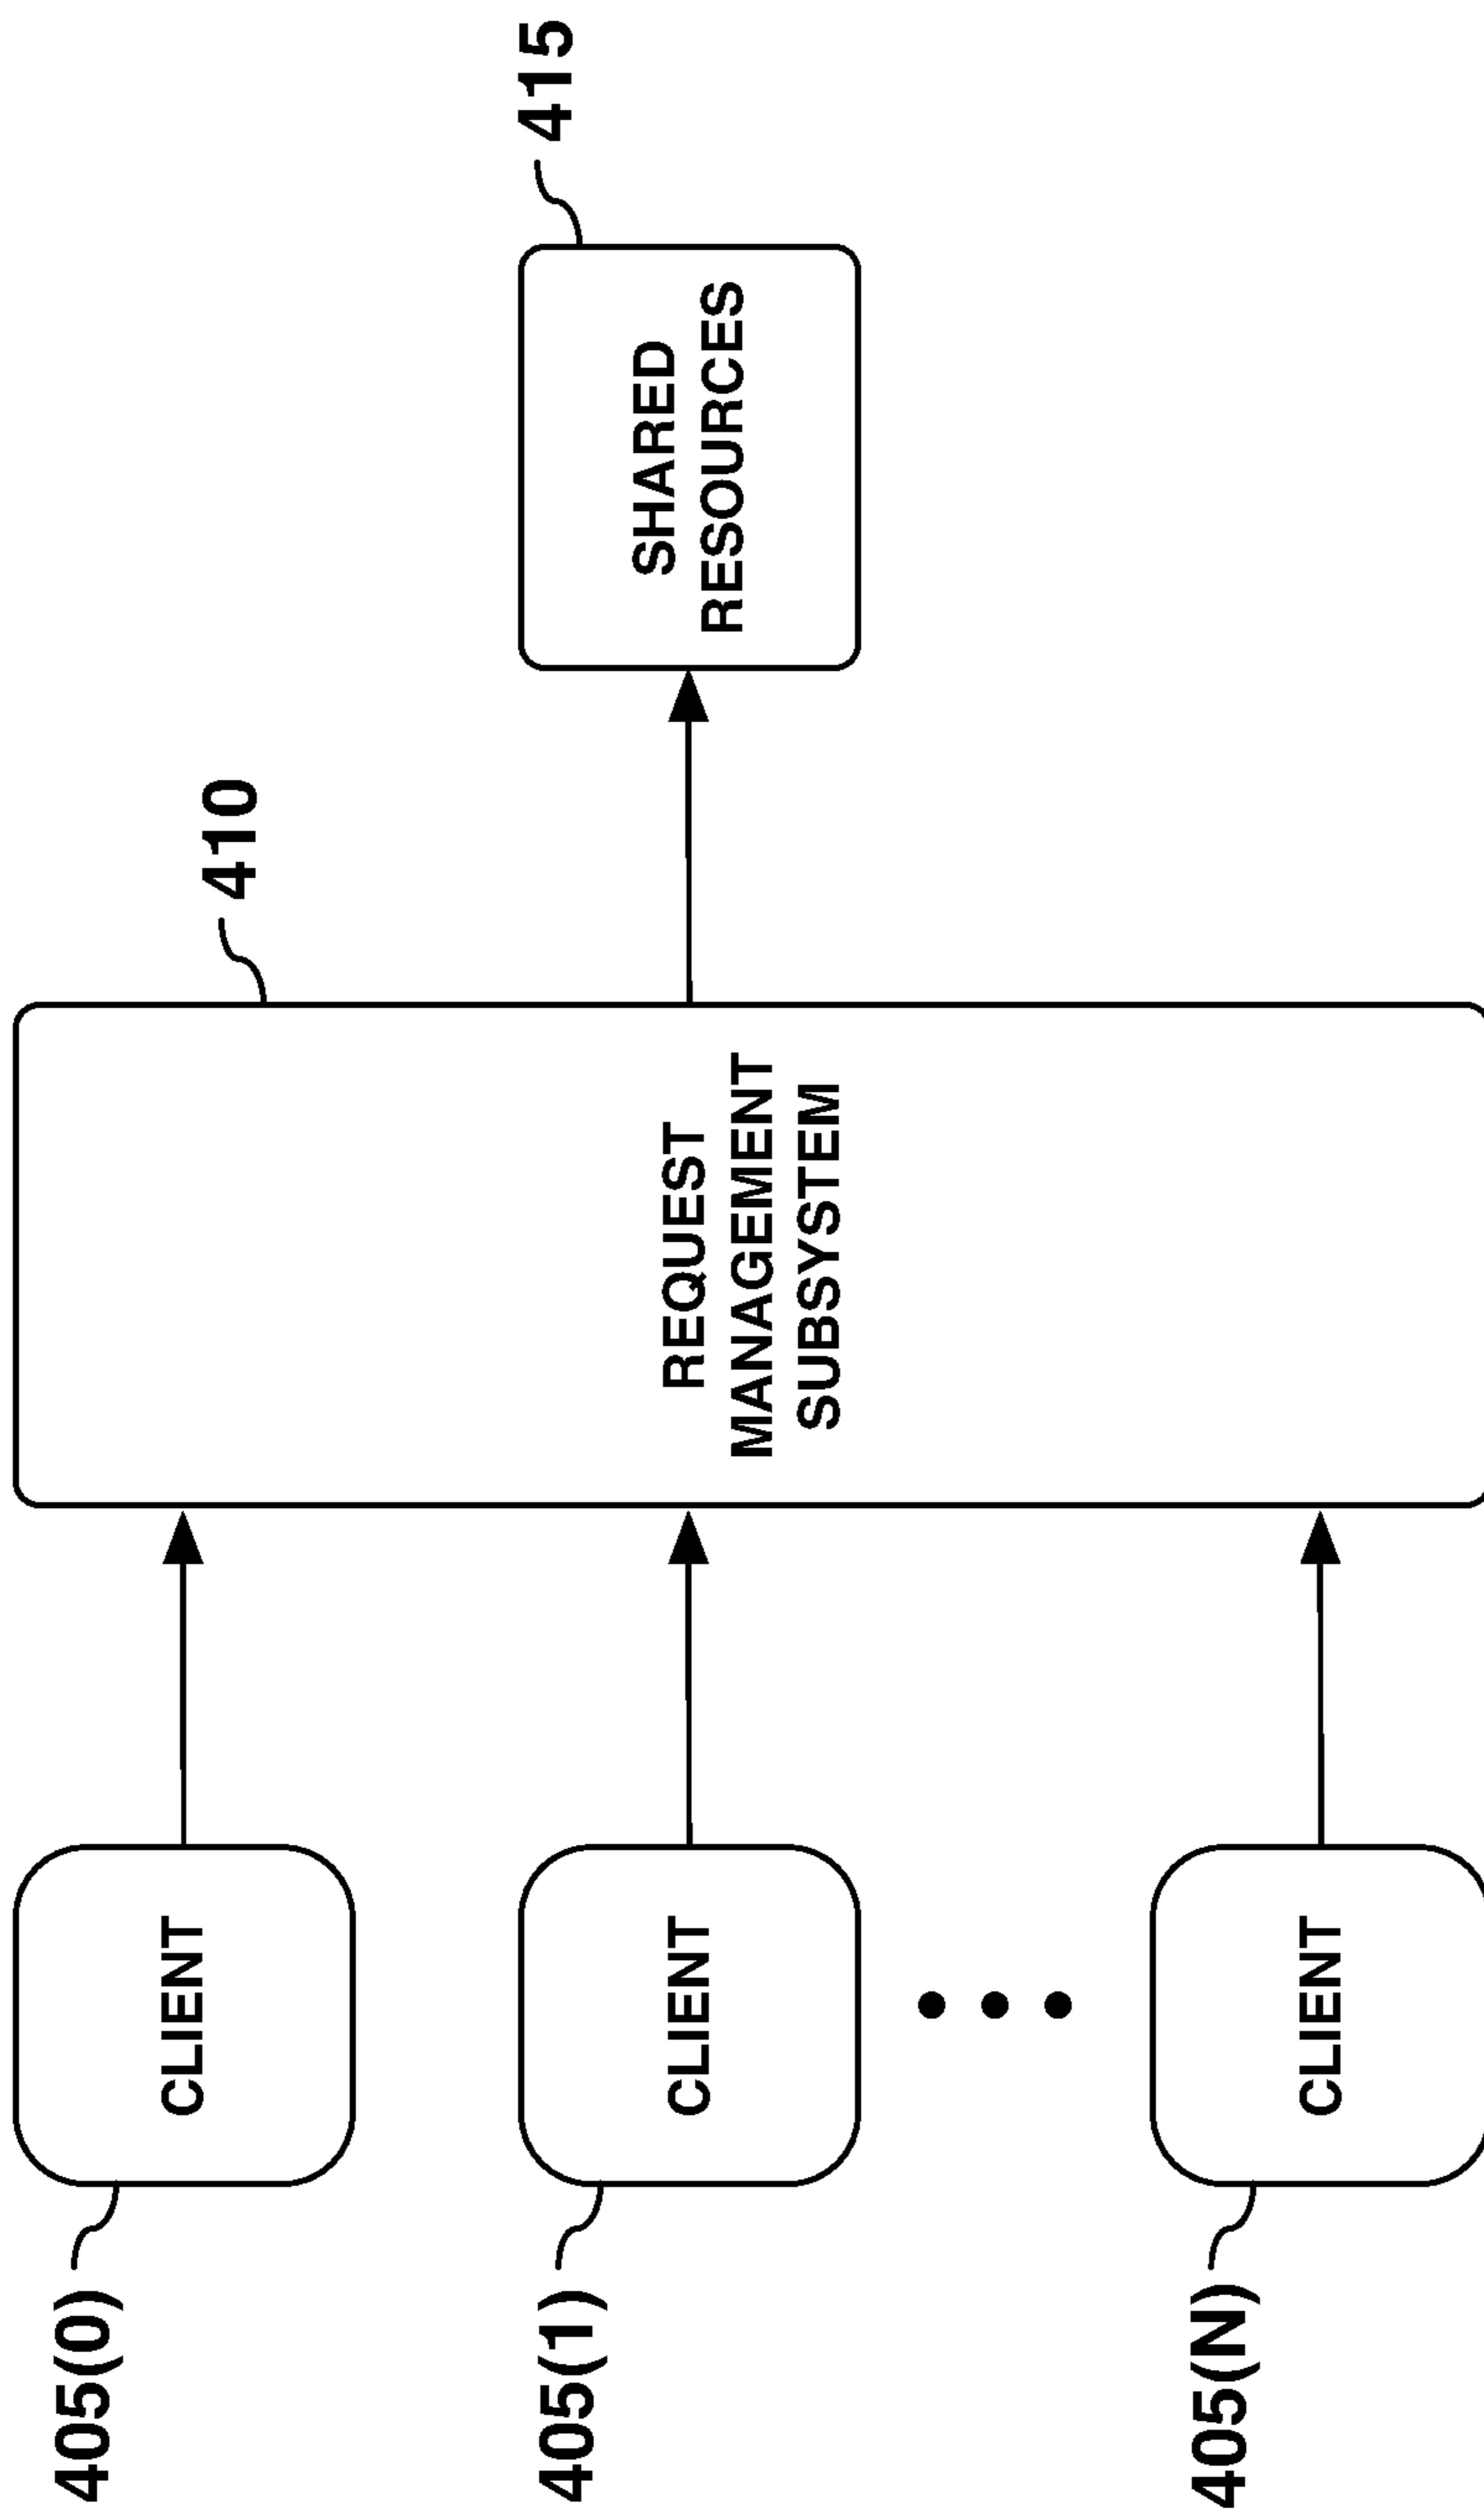 405(0)
CLIENT
405(1)
CLIENT
405(N)
CLIENT
410
REQUEST
MANAGEMENT
SUBSYSTEM
415
SHARED
RESOURCES